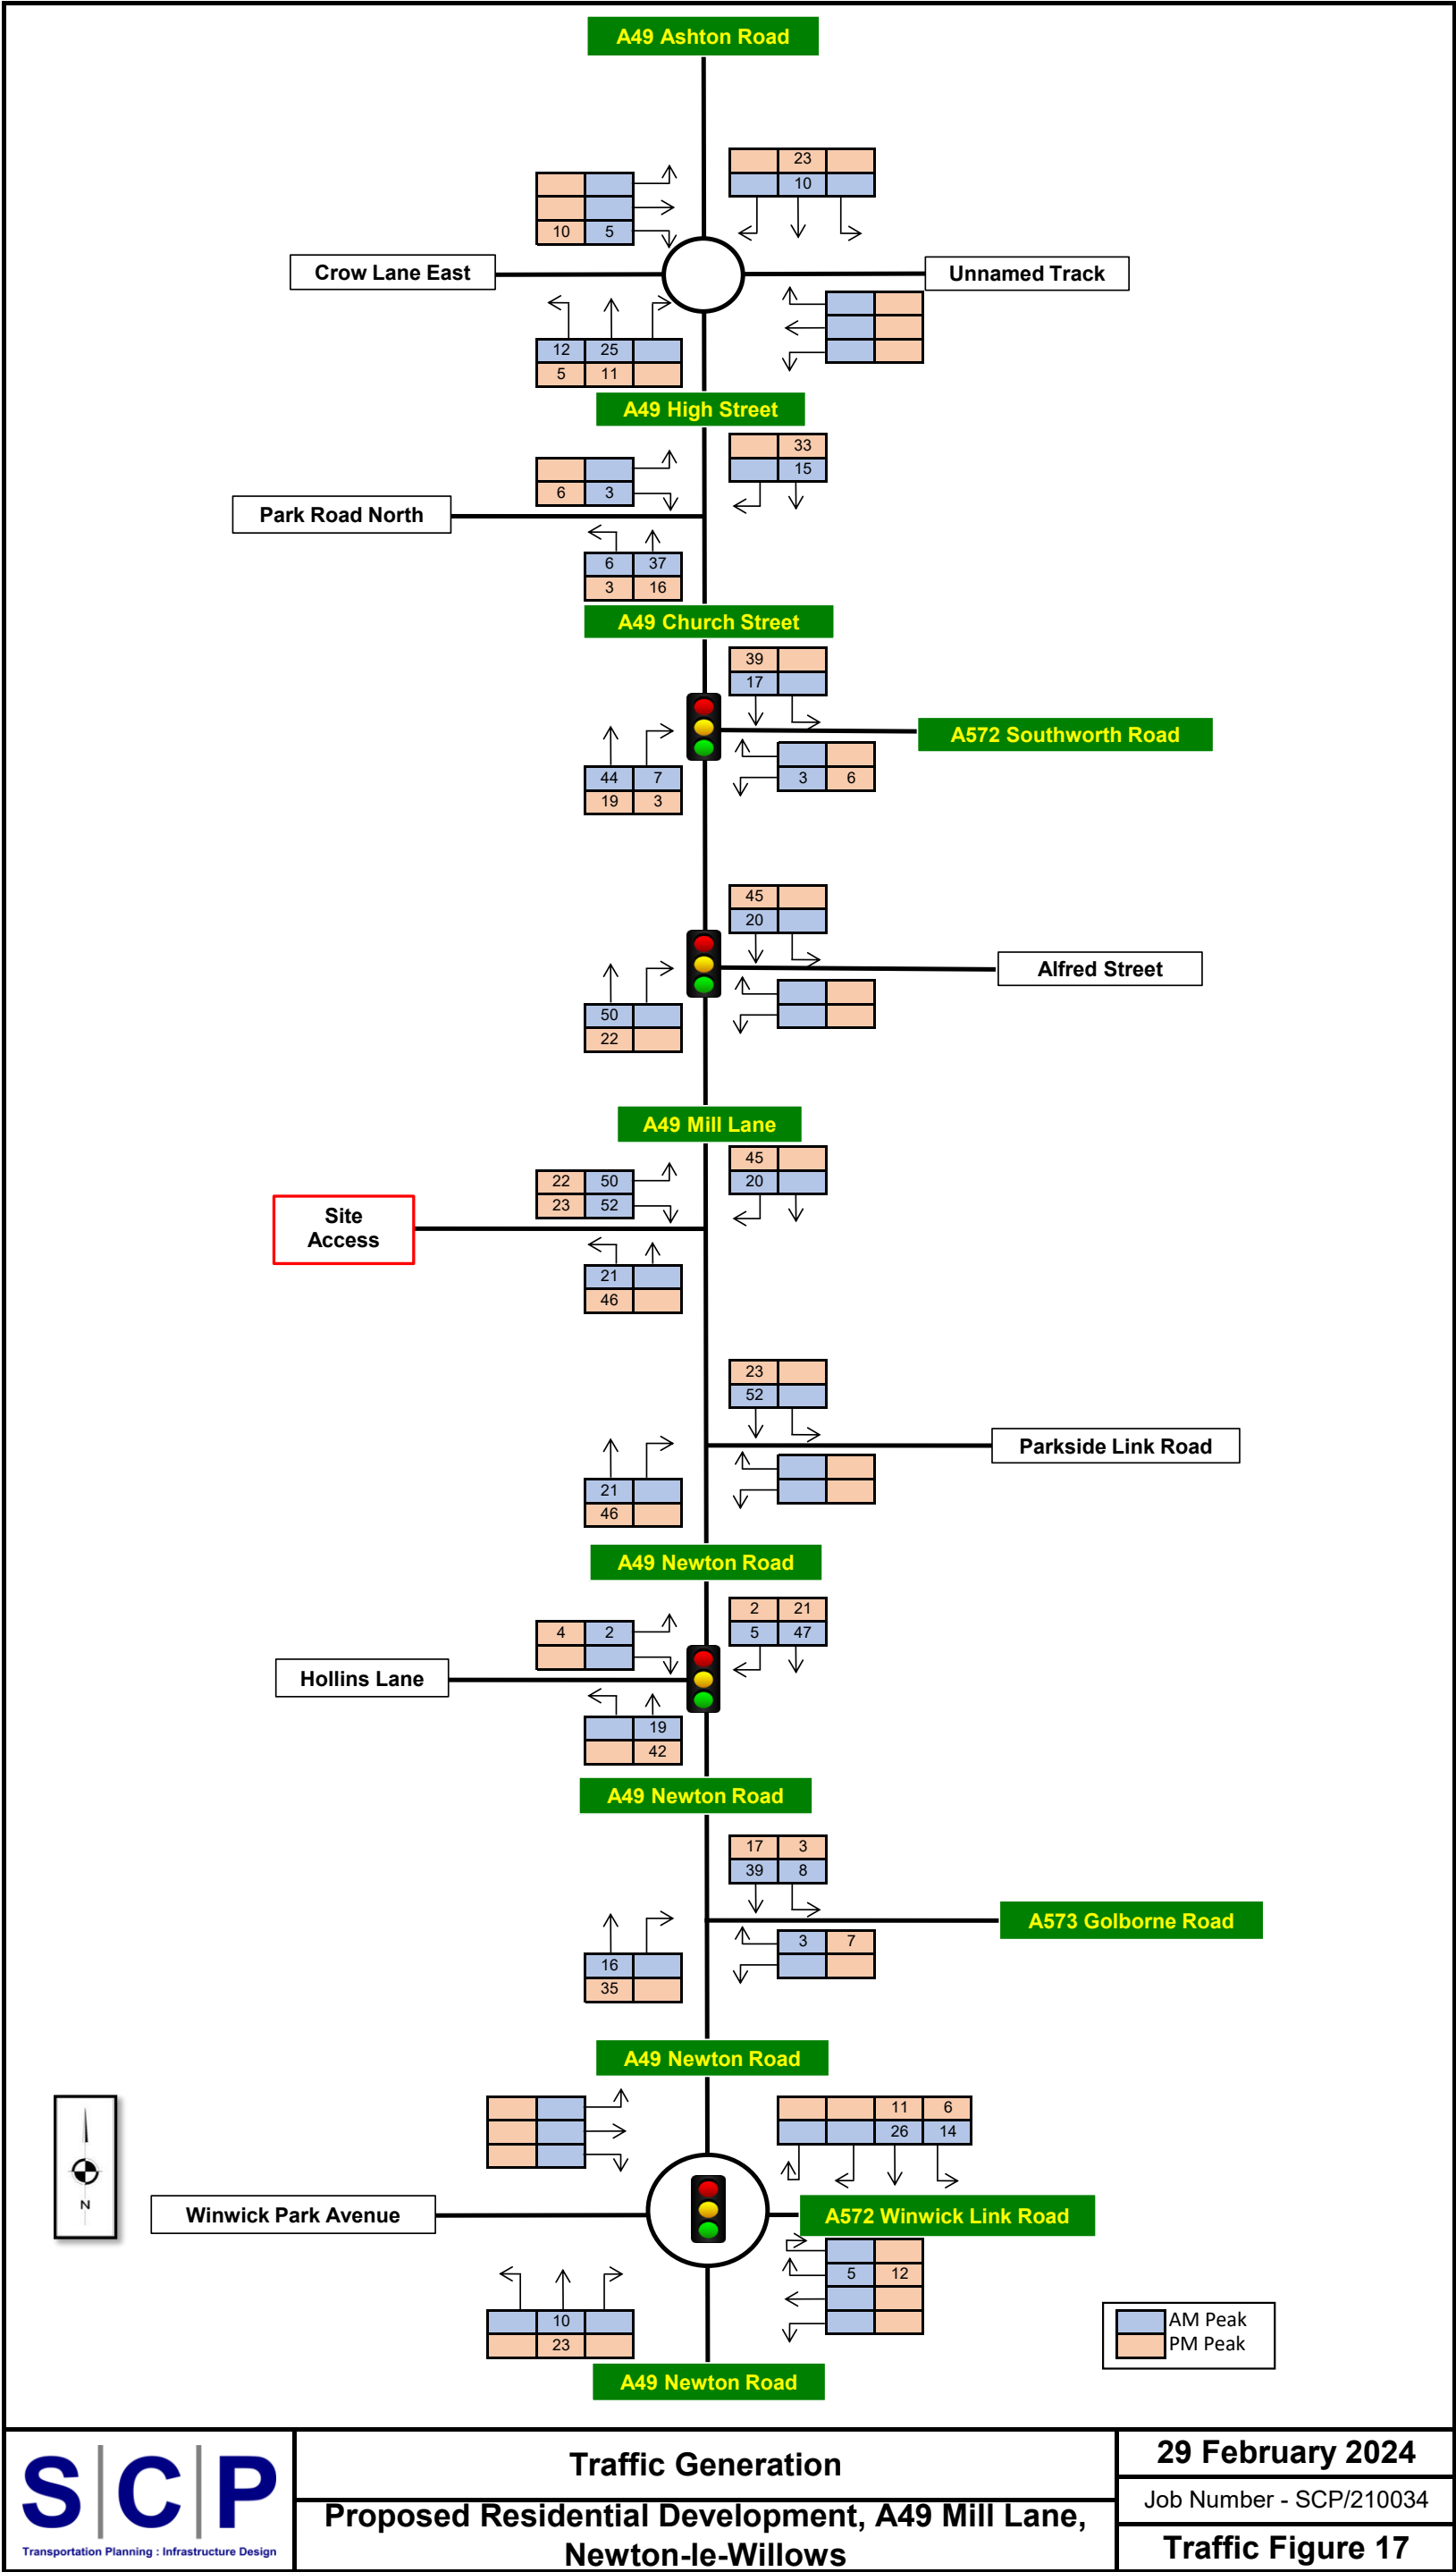 A49 Ashton Road
23
10
10 5
Crow Lane East
Unnamed Track
12 25
5 11
A49 High Street
33
15
6 3
Park Road North
6 37
3 16
A49 Church Street
39
17
A572 Southworth Road
44 7
19 3
3 6
45
20
Alfred Street
50
22
A49 Mill Lane
45
20
22 50
23 52
Site
Access
21
46
23
52
Parkside Link Road
21
46
A49 Newton Road
2 21
5 47
4 2
Hollins Lane
19
42
A49 Newton Road
17 3
39 8
A573 Golborne Road
3 7
16
35
A49 Newton Road
11 6
26 14
N
Winwick Park Avenue
A572 Winwick Link Road
5 12
10
23
AM Peak
PM Peak
A49 Newton Road
S|C|P
Transportation Planning : Infrastructure Design
Traffic Generation
Proposed Residential Development, A49 Mill Lane,
Newton-le-Willows
29 February 2024
Job Number - SCP/210034
Traffic Figure 17